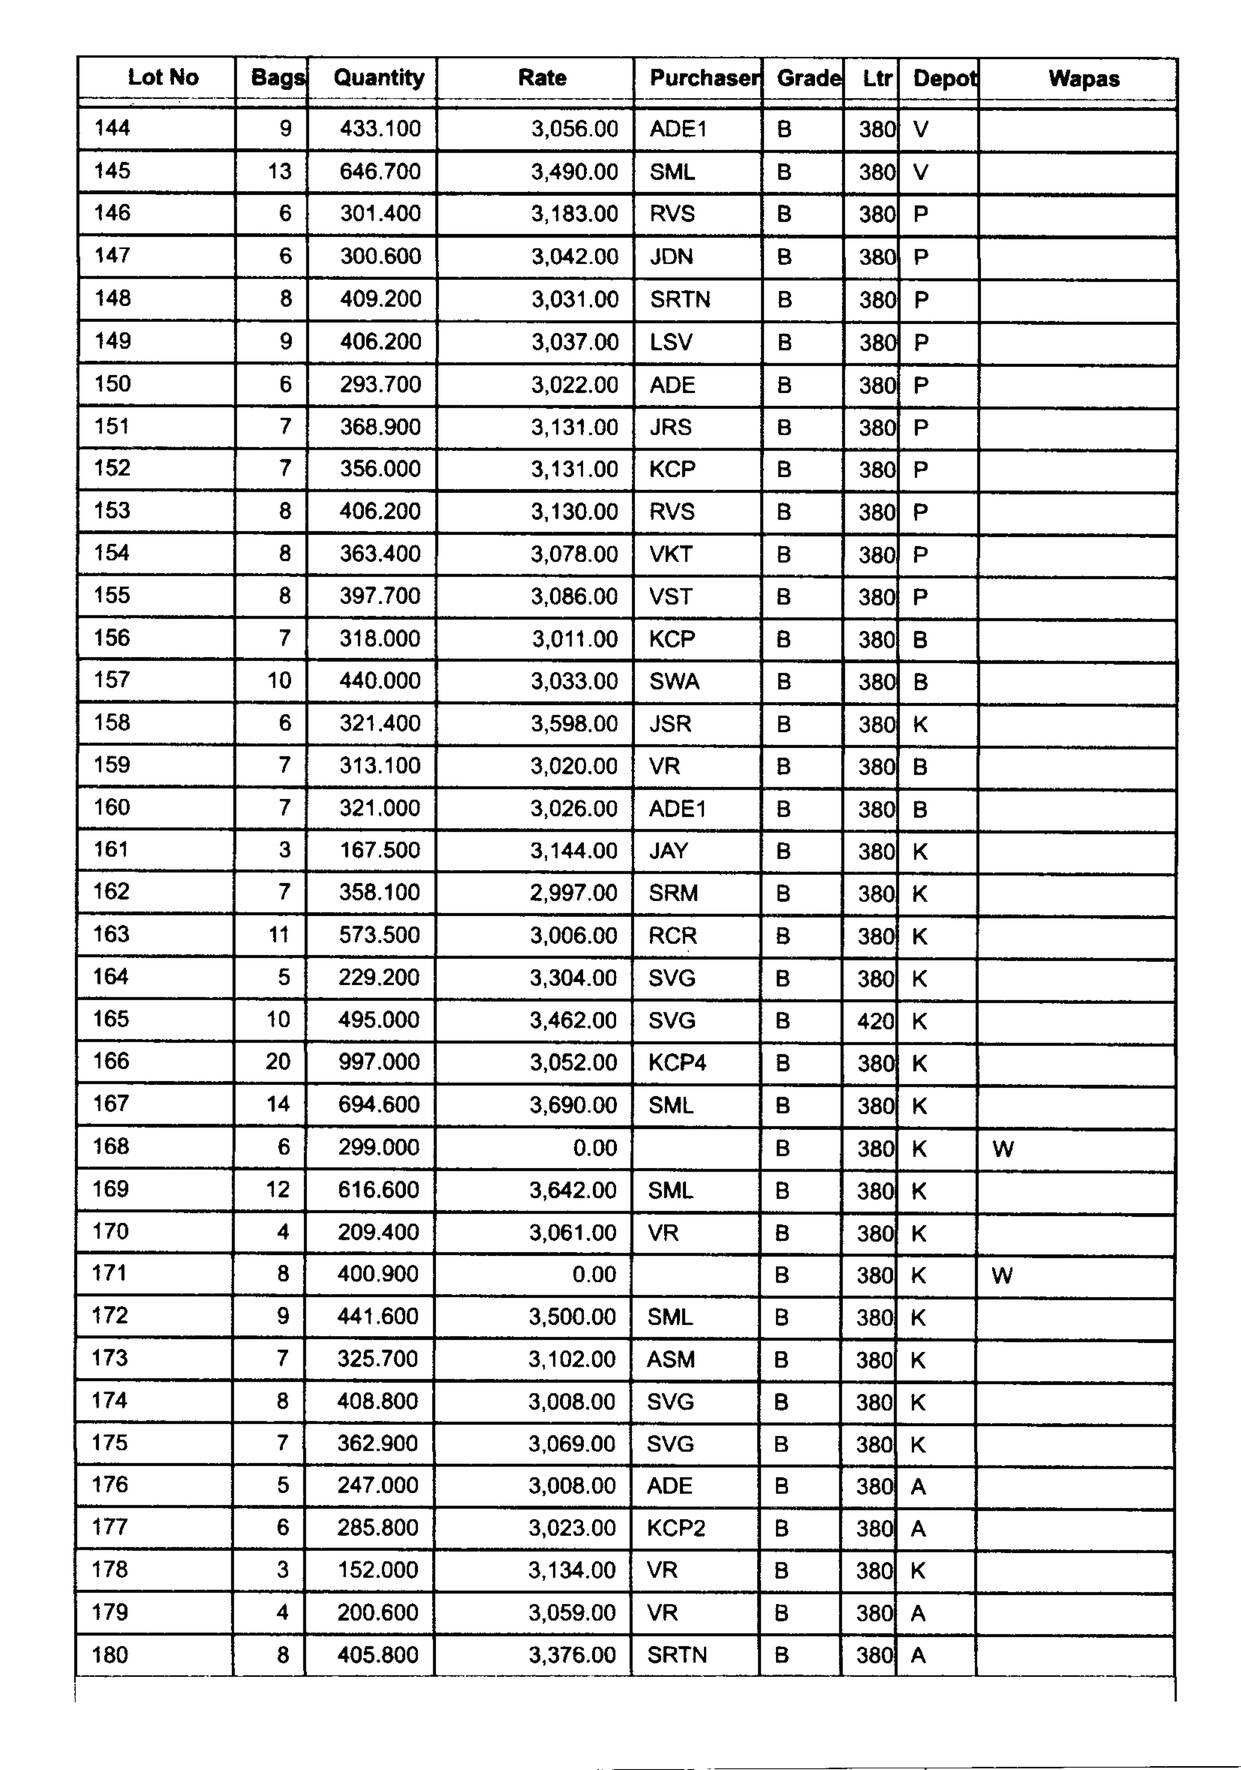 Lot No Bags Quantity Rate Purchaser Grade Ltr Depot Wapas
144 9 433.100 3,056.00 ADE1 B 380 V
145 13 646.700 3,490.00 SML B 380 V
146 6 301.400 3,183.00 RVS B 380 P
147 6 300.600 3,042.00 JDN B 380 P
148 8 409.200 3,031.00 SRTN B 380 P
149 9 406.200 3,037.00 LSV B 380 P
150 6 293.700 3,022.00 ADE B 380 P
151 7 368.900 3,131.00 JRS B 380 P
152 7 356.000 3,131.00 KCP B 380 P
153 8 406.200 3,130.00 RVS B 380 P
154 8 363.400 3,078.00 VKT B 380 P
155 8 397.700 3,086.00 VST B 380 P
156 7 318.000 3,011.00 KCP B 380 B
157 10 440.000 3,033.00 SWA B 380 B
158 6 321.400 3,598.00 JSR B 380 K
159 7 313.100 3,020.00 VR B 380 B
160 7 321.000 3,026.00 ADE1 B 380 B
161 3 167.500 3,144.00 JAY B 380 K
162 7 358.100 2,997.00 SRM B 380 K
163 11 573.500 3,006.00 RCR B 380 K
164 5 229.200 3,304.00 SVG B 380 K
165 10 495.000 3,462.00 SVG B 420 K
166 20 997.000 3,052.00 KCP4 B 380 K
167 14 694.600 3,690.00 SML B 380 K
168 6 299.000 0.00 B 380 K W
169 12 616.600 3,642.00 SML B 380 K
170 4 209.400 3,061.00 VR B 380 K
171 8 400.900 0.00 B 380 K W
172 9 441.600 3,500.00 SML B 380 K
173 7 325.700 3,102.00 ASM B 380 K
174 8 408.800 3,008.00 SVG B 380 K
175 7 362.900 3,069.00 SVG B 380 K
176 5 247.000 3,008.00 ADE B 380 A
177 6 285.800 3,023.00 KCP2 B 380 A
178 3 152.000 3,134.00 VR B 380 K
179 4 200.600 3,059.00 VR B 380 A
180 8 405.800 3,376.00 SRTN B 380 A